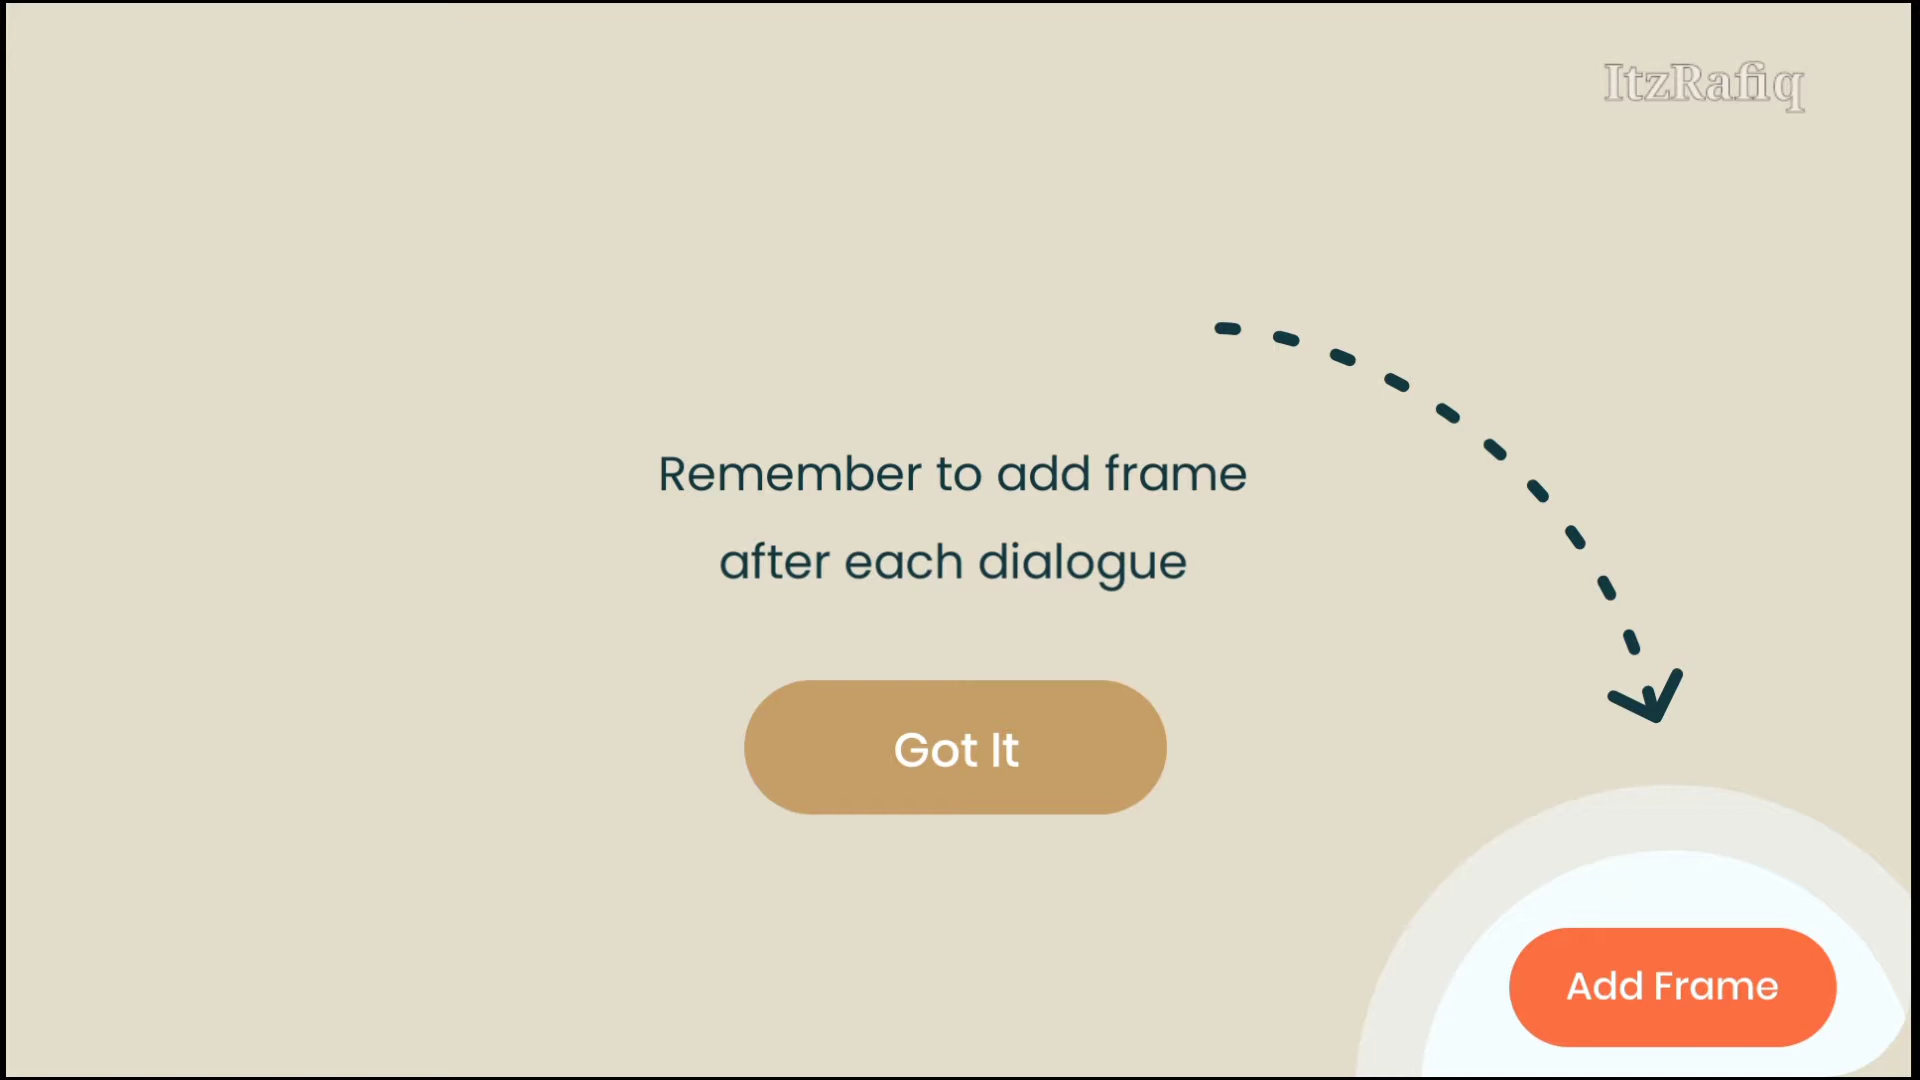 ItzRafiq
Remember to add frame
after each dialogue
Got It
Add Frame